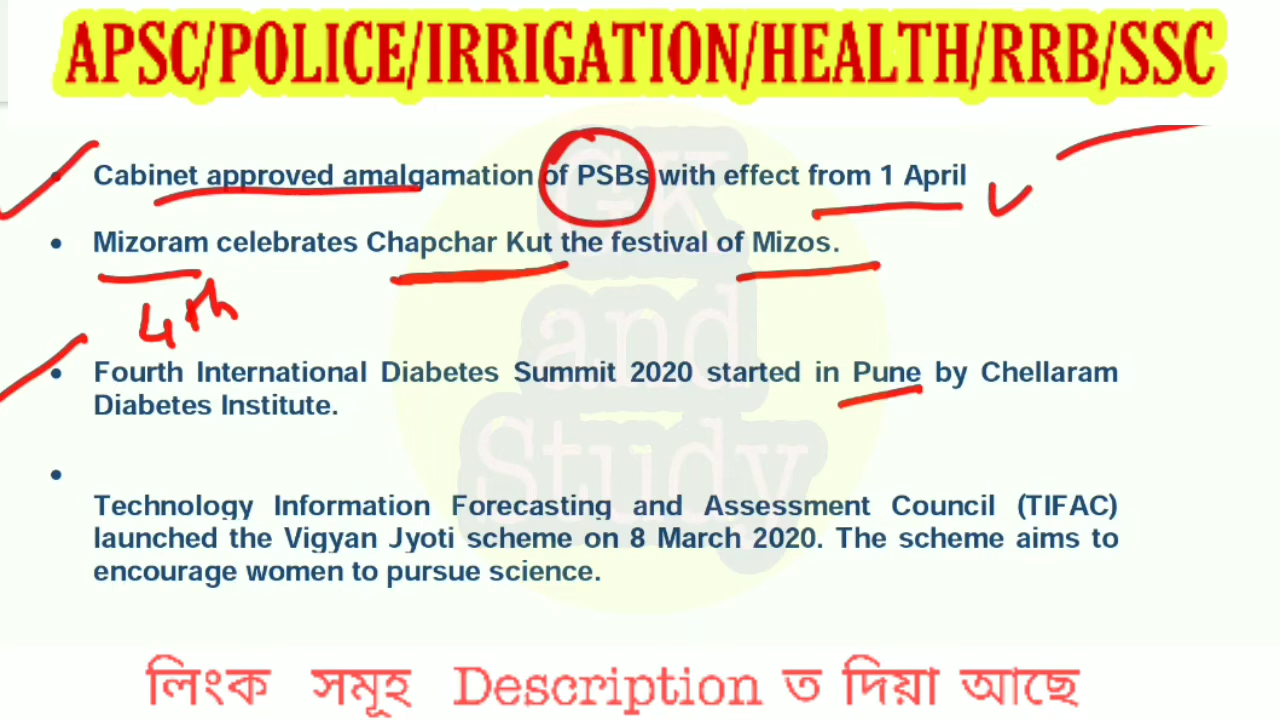 APSC/POLICE/IRRIGATION/HEALTH/RRB/SSC
• Cabinet approved amalgamation of PSBs with effect from 1 April
• Mizoram celebrates Chapchar Kut the festival of Mizos.
4th
• Fourth International Diabetes Summit 2020 started in Pune by Chellaram
Diabetes Institute.
•
Technology Information Forecasting and Assessment Council (TIFAC)
launched the Vigyan Jyoti scheme on 8 March 2020. The scheme aims to
encourage women to pursue science.
GK
and
Study
লিংক সমূহ Description ত দিয়া আছে